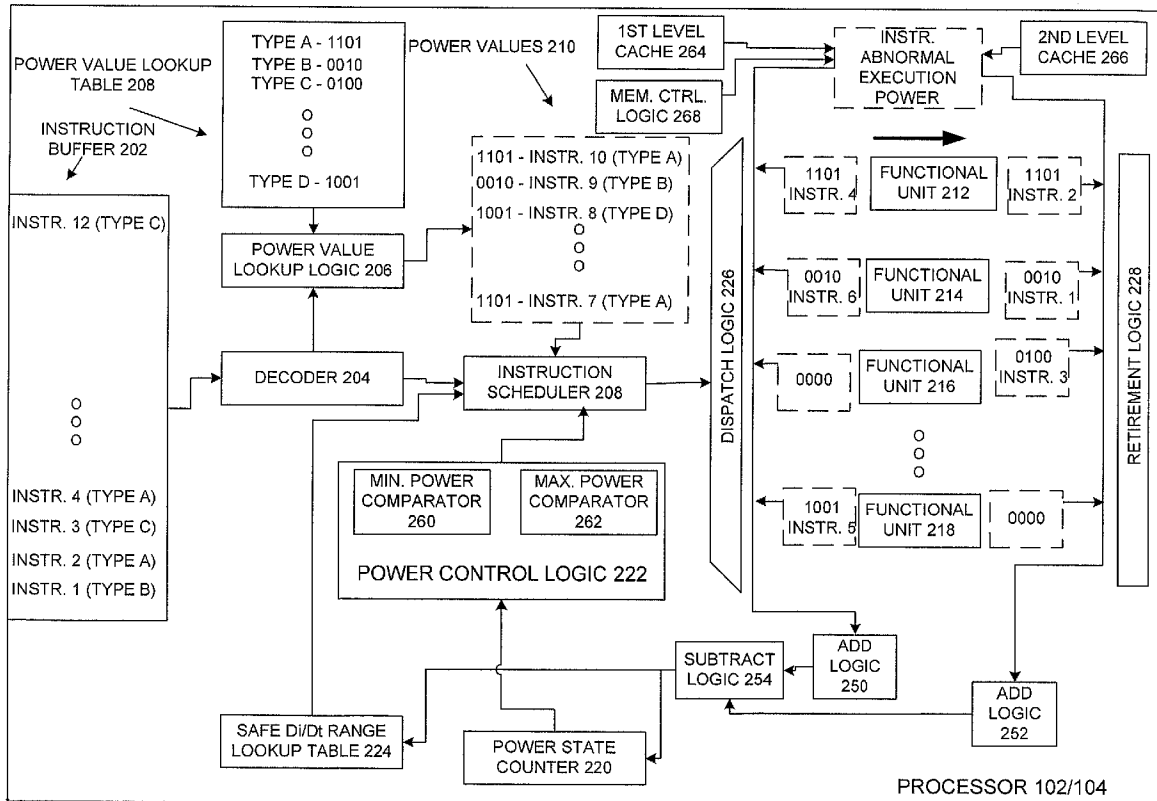 POWER VALUE LOOKUP
TABLE 208
INSTRUCTION
BUFFER 202
INSTR. 12 (TYPE C)
O
O
O
INSTR. 4 (TYPE A)
INSTR. 3 (TYPE C)
INSTR. 2 (TYPE A)
INSTR. 1 (TYPE B)
TYPE A - 1101
TYPE B - 0010
TYPE C - 0100
O
O
O
TYPE D - 1001
POWER VALUE
LOOKUP LOGIC 206
DECODER 204
POWER VALUES 210
1101 - INSTR. 10 (TYPE A)
0010 - INSTR. 9 (TYPE B)
1001 - INSTR. 8 (TYPE D)
O
O
O
1101 - INSTR. 7 (TYPE A)
INSTRUCTION
SCHEDULER 208
MIN. POWER
COMPARATOR
260
MAX. POWER
COMPARATOR
262
POWER CONTROL LOGIC 222
1ST LEVEL
CACHE 264
MEM. CTRL.
LOGIC 268
INSTR.
ABNORMAL
EXECUTION
POWER
2ND LEVEL
CACHE 266
DISPATCH LOGIC 226
1101
INSTR. 4
FUNCTIONAL
UNIT 212
1101
INSTR. 2
0010
INSTR. 6
FUNCTIONAL
UNIT 214
0010
INSTR. 1
0000
FUNCTIONAL
UNIT 216
0100
INSTR. 3
O
O
O
1001
INSTR. 5
FUNCTIONAL
UNIT 218
0000
RETIREMENT LOGIC 228
SUBTRACT
LOGIC 254
ADD
LOGIC
250
ADD
LOGIC
252
SAFE Di/Dt RANGE
LOOKUP TABLE 224
POWER STATE
COUNTER 220
PROCESSOR 102/104